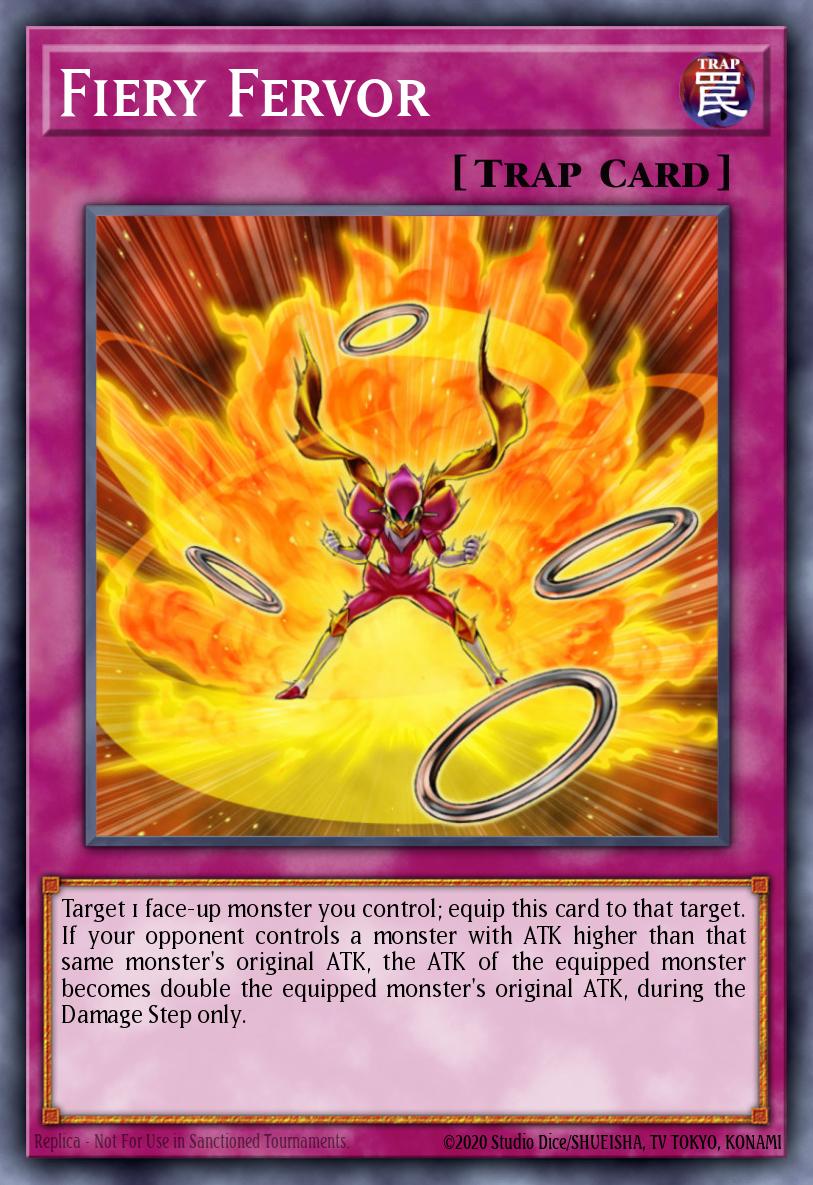 Fiery Fervor
TRAP
罠
[Trap Card]
Target 1 face-up monster you control; equip this card to that target.
If your opponent controls a monster with ATK higher than that
same monster's original ATK, the ATK of the equipped monster
becomes double the equipped monster's original ATK, during the
Damage Step only.
Replica - Not For Use in Sanctioned Tournaments.
©2020 Studio Dice/SHUEISHA, TV TOKYO, KONAMI